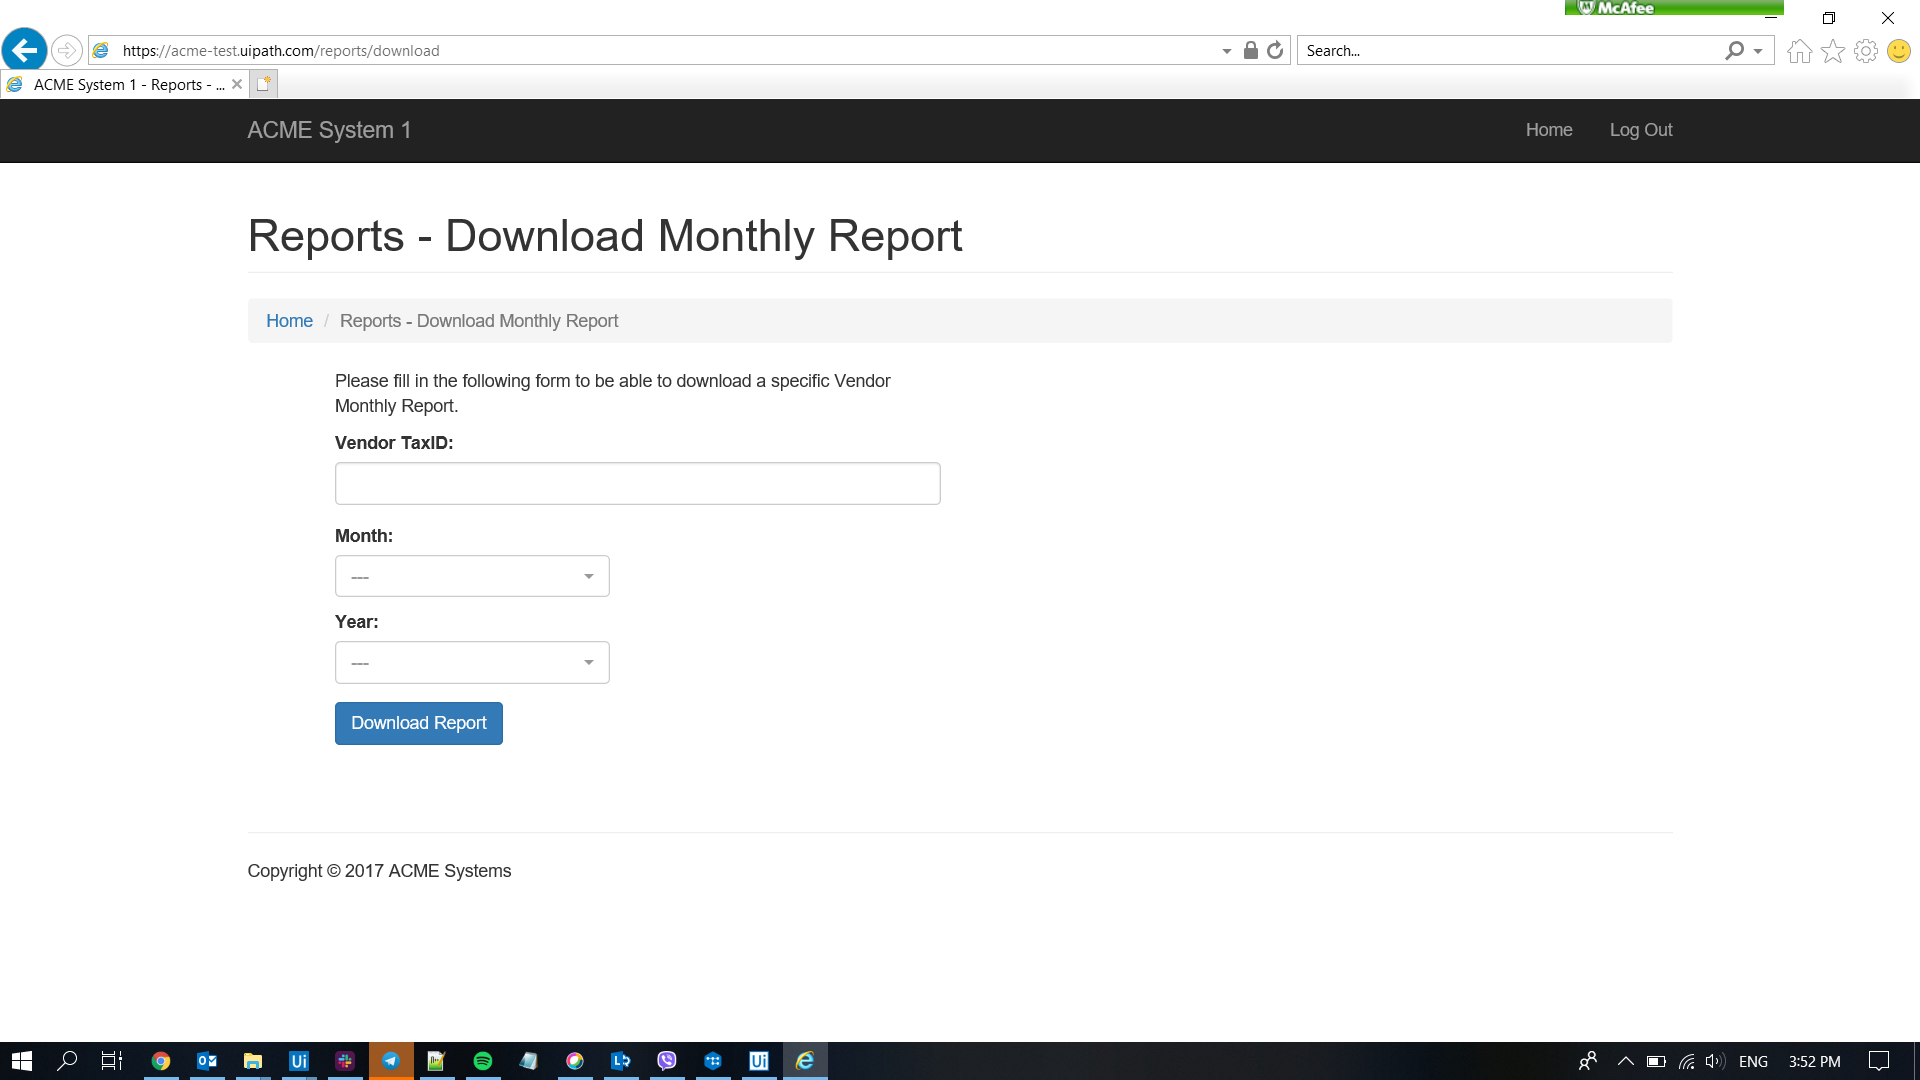 McAfee
https://acme-test.uipath.com/reports/download
Search...
ACME System 1 - Reports - ...
ACME System 1
Home
Log Out
Reports - Download Monthly Report
Home / Reports - Download Monthly Report
Please fill in the following form to be able to download a specific Vendor
Monthly Report.
Vendor TaxID:
Month:
---
Year:
---
Download Report
Copyright © 2017 ACME Systems
Ui
Ui
ENG
3:52 PM